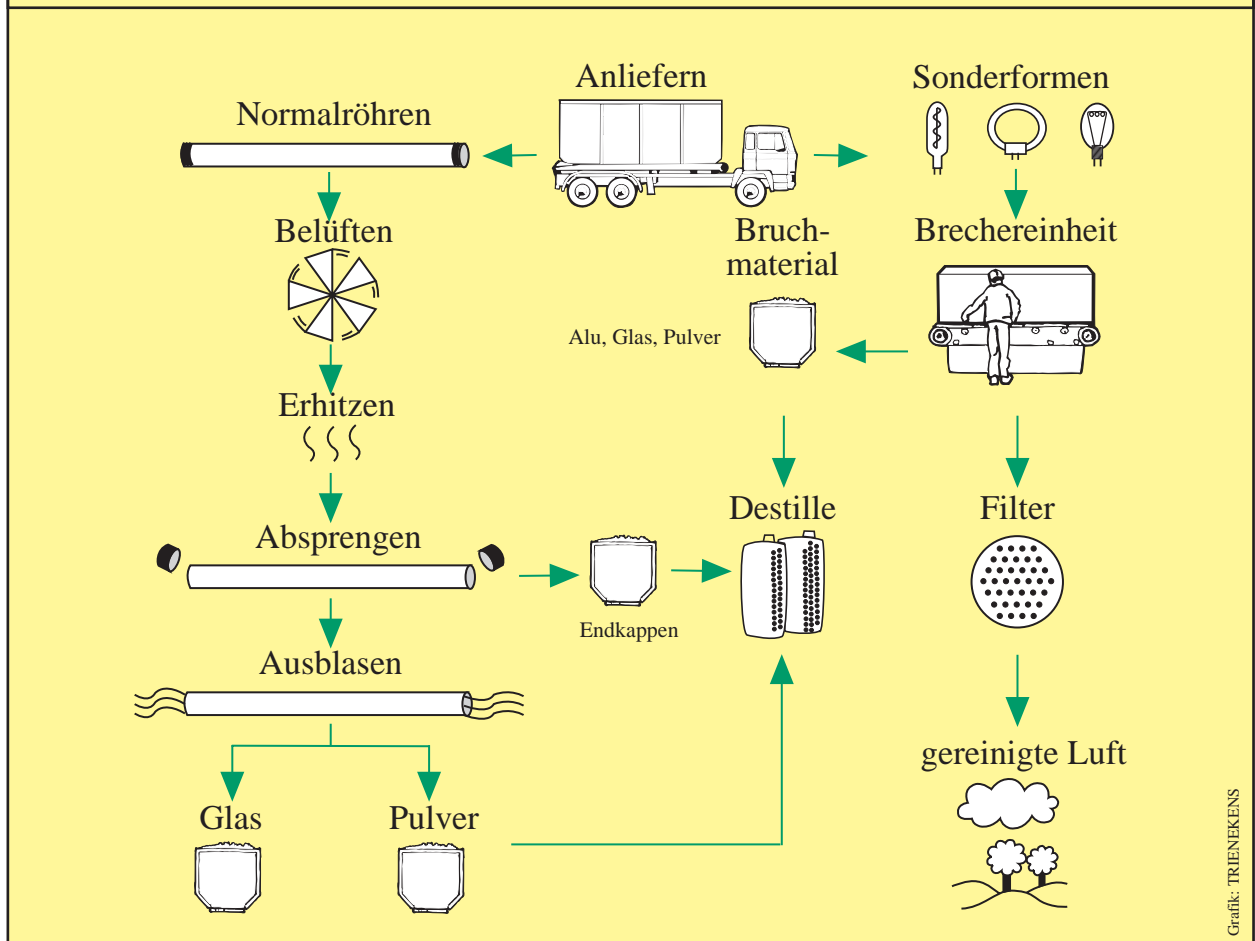 Anliefern
Sonderformen
Normalröhren
Belüften
Bruch-
material
Brechereinheit
Alu, Glas, Pulver
Erhitzen
Destille
Filter
Absprengen
Endkappen
Ausblasen
gereinigte Luft
Glas
Pulver
Grafik: TRIENEKENS